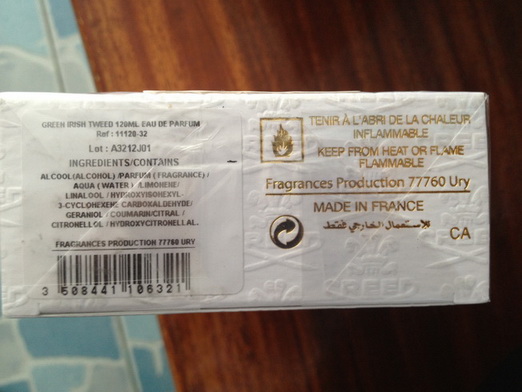 GREEN IRISH TWEED 120ML EAU DE PARFUM
Ref : 11120-32
Lot : A3212J01
INGREDIENTS/CONTAINS
ALCOOL(ALCOHOL) /PARFUM ( FRAGRANCE) /
AQUA ( WATER ) /LIMONENE/
LINALOOL / HYDROXYISOHEXYL-
3-CYCLOHEXENE CARBOXALDEHYDE/
GERANIOL / COUMARIN/CITRAL /
CITRONELLOL / HYDROXYCITRONELLAL.
FRAGRANCES PRODUCTION 77760 URY
3 508441 106321
TENIR À L'ABRI DE LA CHALEUR
INFLAMMABLE
KEEP FROM HEAT OR FLAME
FLAMMABLE
Fragrances Production 77760 Ury
MADE IN FRANCE
للاستعمال الخارجي فقط
CA
CREED